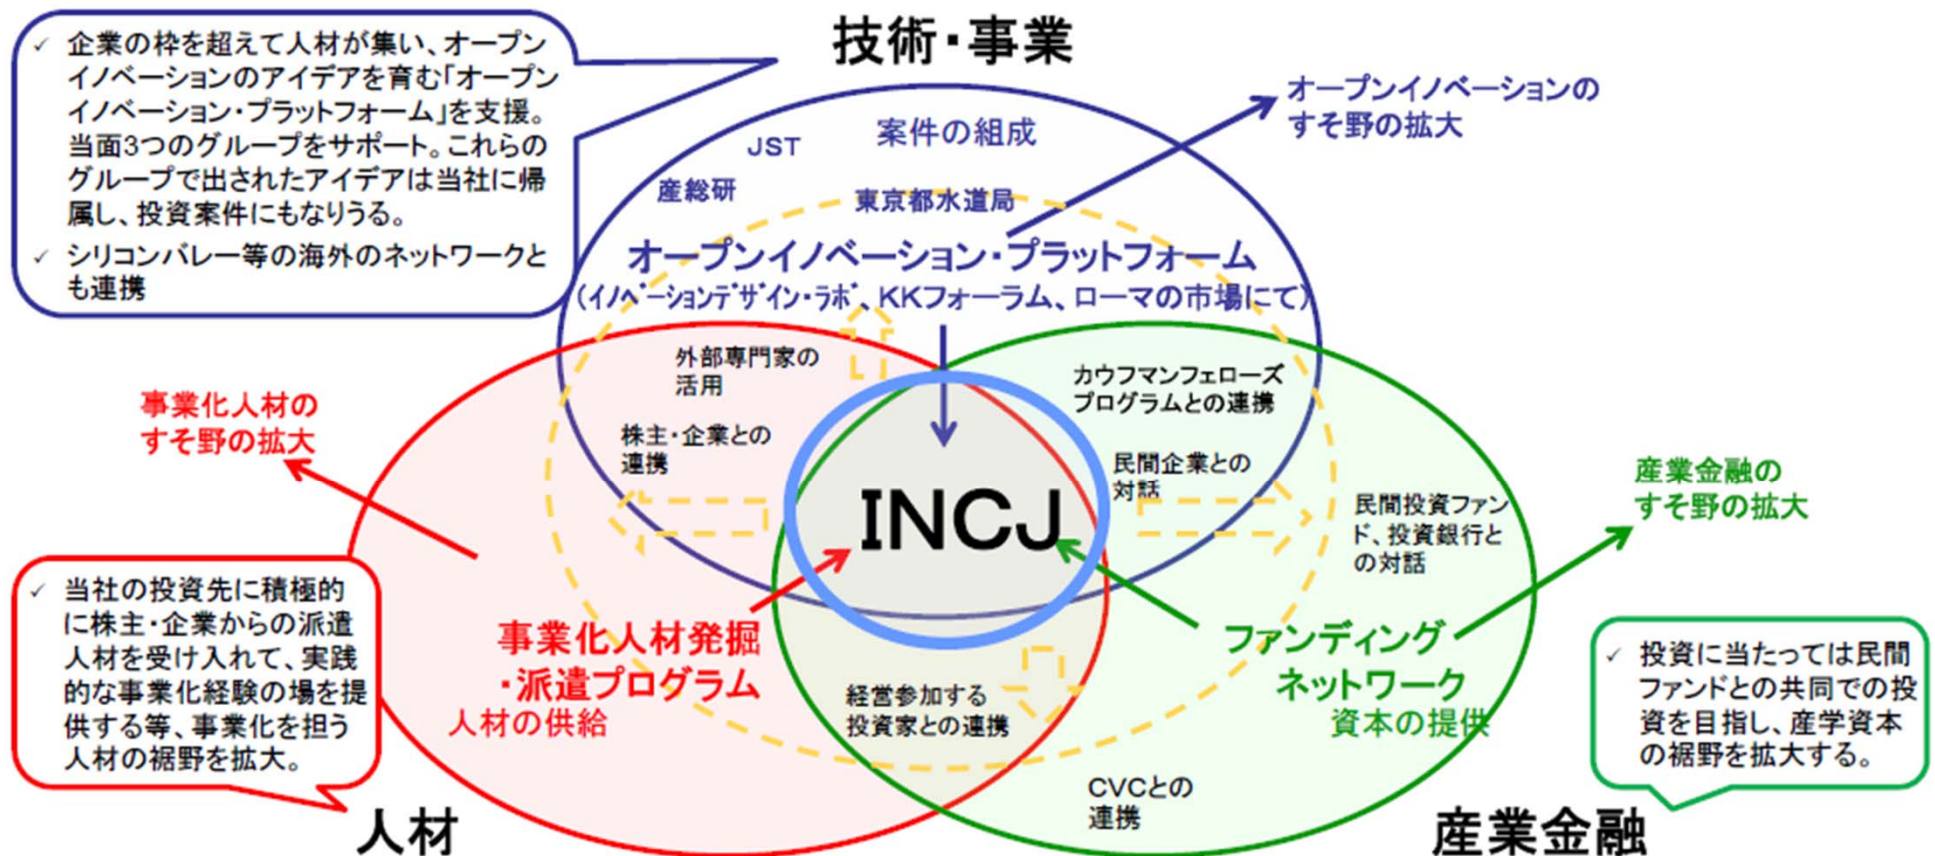 技術・事業
✓ 企業の枠を超えて人材が集い、オープン
イノベーションのアイデアを育む「オープン
イノベーション・プラットフォーム」を支援。
当面3つのグループをサポート。これらの
グループで出されたアイデアは当社に帰
属し、投資案件にもなりうる。
✓ シリコンバレー等の海外のネットワークと
も連携
オープンイノベーションの
すそ野の拡大
案件の組成
JST
産総研
東京都水道局
オープンイノベーション・プラットフォーム
(イノベーションデザイン・ラボ、KKフォーラム、ローマの市場にて)
外部専門家の
活用
株主・企業との
連携
カウフマンフェローズ
プログラムとの連携
民間企業との
対話
事業化人材の
すそ野の拡大
INCJ
民間投資ファン
ド、投資銀行と
の対話
産業金融の
すそ野の拡大
✓ 当社の投資先に積極的
に株主・企業からの派遣
人材を受け入れて、実践
的な事業化経験の場を提
供する等、事業化を担う
人材の裾野を拡大。
事業化人材発掘
・派遣プログラム
人材の供給
経営参加する
投資家との連携
ファンディング
ネットワーク
資本の提供
✓ 投資に当たっては民間
ファンドとの共同での投
資を目指し、産学資本
の裾野を拡大する。
CVCとの
連携
人材
産業金融